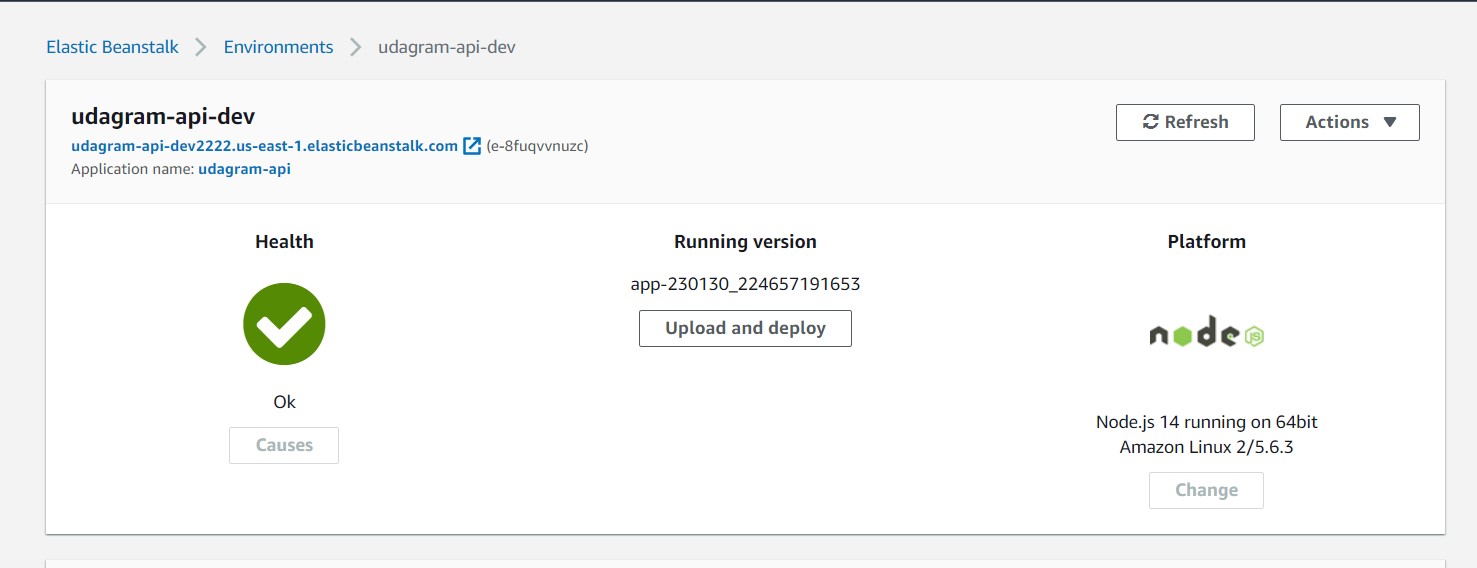 Elastic Beanstalk > Environments > udagram-api-dev
udagram-api-dev
Refresh
Actions
udagram-api-dev2222.us-east-1.elasticbeanstalk.com (e-8fuqvvnuzc)
Application name: udagram-api
Health
Running version
Platform
app-230130_224657191653
Upload and deploy
node
JS
Ok
Causes
Node.js 14 running on 64bit
Amazon Linux 2/5.6.3
Change